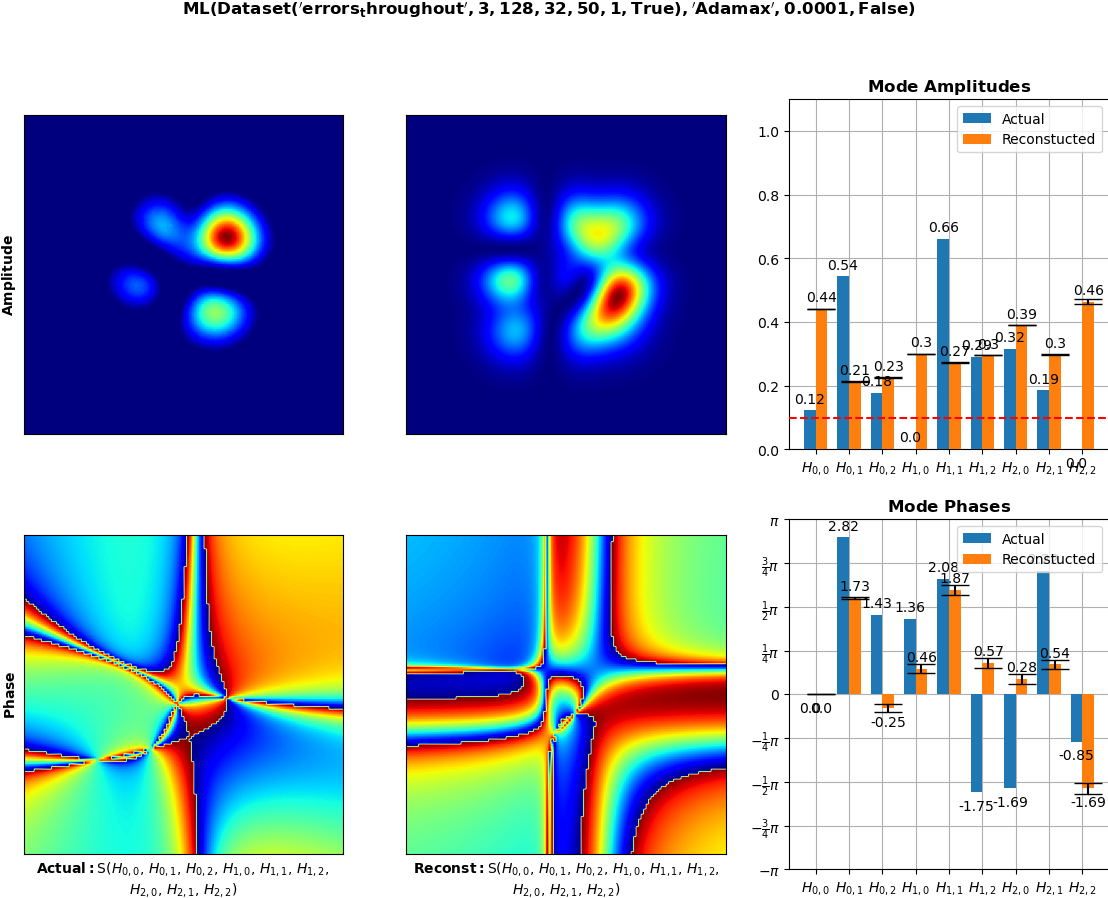 ML(Dataset('errors_throughout', 3, 128, 32, 50, 1, True), 'Adamax', 0.0001, False)
Mode Amplitudes
Actual
Reconstucted
1.0
0.8
0.6
0.4
0.2
0.0
0.12
0.44
0.54
0.21
0.18
0.23
0.0
0.3
0.66
0.27
0.29
0.3
0.32
0.39
0.19
0.3
0.0
0.46
H0,0 H0,1 H0,2 H1,0 H1,1 H1,2 H2,0 H2,1 H2,2
Amplitude
Mode Phases
Actual
Reconstucted
π
3/4π
1/2π
1/4π
0
−1/4π
−1/2π
−3/4π
−π
0.0
2.82
1.73
1.43
-0.25
1.36
0.46
2.08
1.87
-1.75
0.57
-1.69
0.28
0.54
-0.85
-1.69
H0,0 H0,1 H0,2 H1,0 H1,1 H1,2 H2,0 H2,1 H2,2
Phase
Actual: S(H0,0, H0,1, H0,2, H1,0, H1,1, H1,2,
H2,0, H2,1, H2,2)
Reconst: S(H0,0, H0,1, H0,2, H1,0, H1,1, H1,2,
H2,0, H2,1, H2,2)